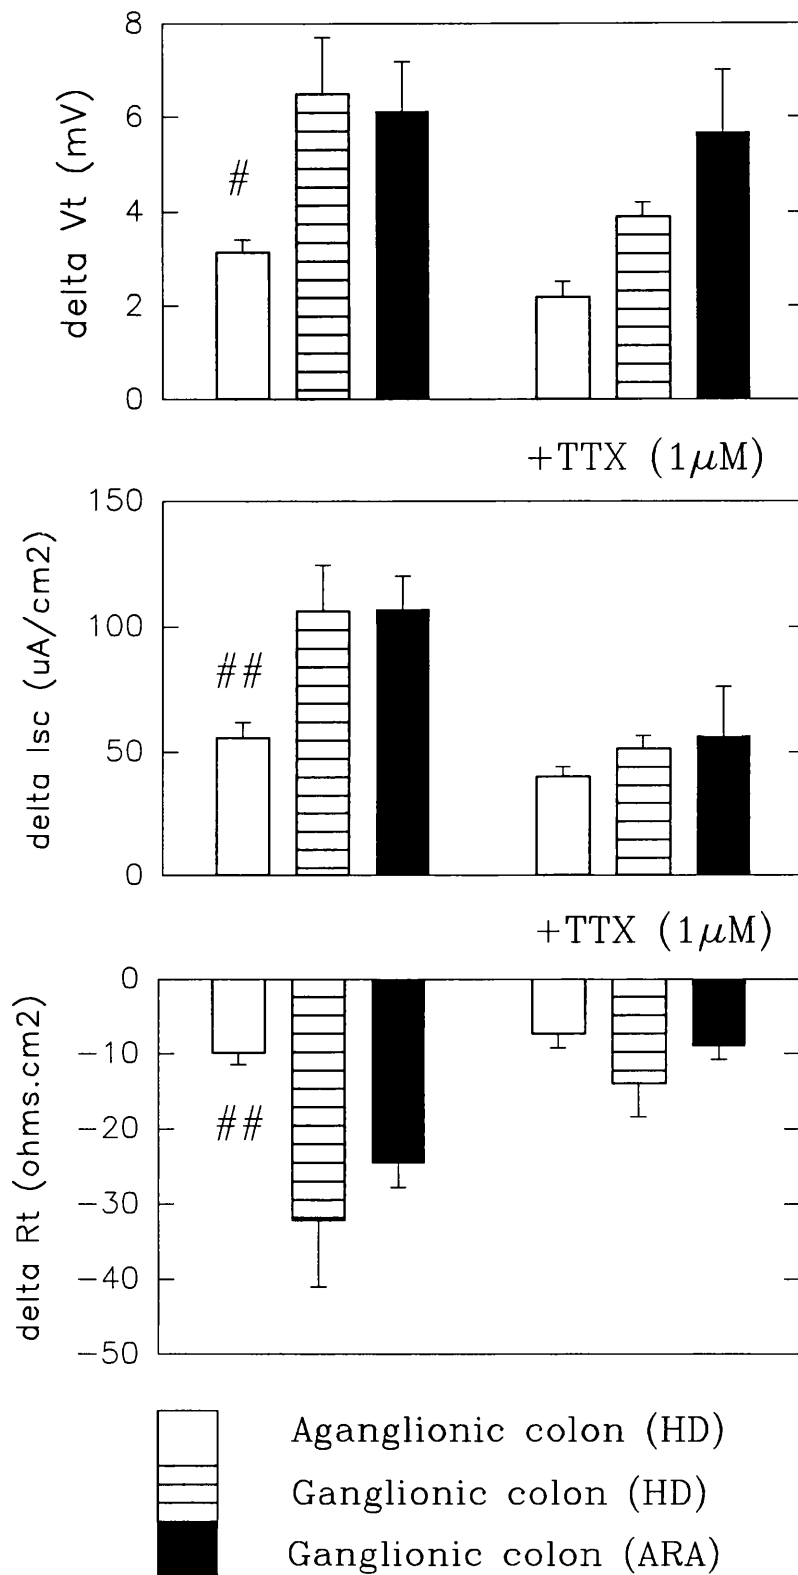 8
6
4
2
0
delta Vt (mV)
#
+TTX (1μM)
150
100
50
0
delta Isc (uA/cm2)
##
+TTX (1μM)
0
−10
−20
−30
−40
−50
delta Rt (ohms.cm2)
##
Aganglionic colon (HD)
Ganglionic colon (HD)
Ganglionic colon (ARA)